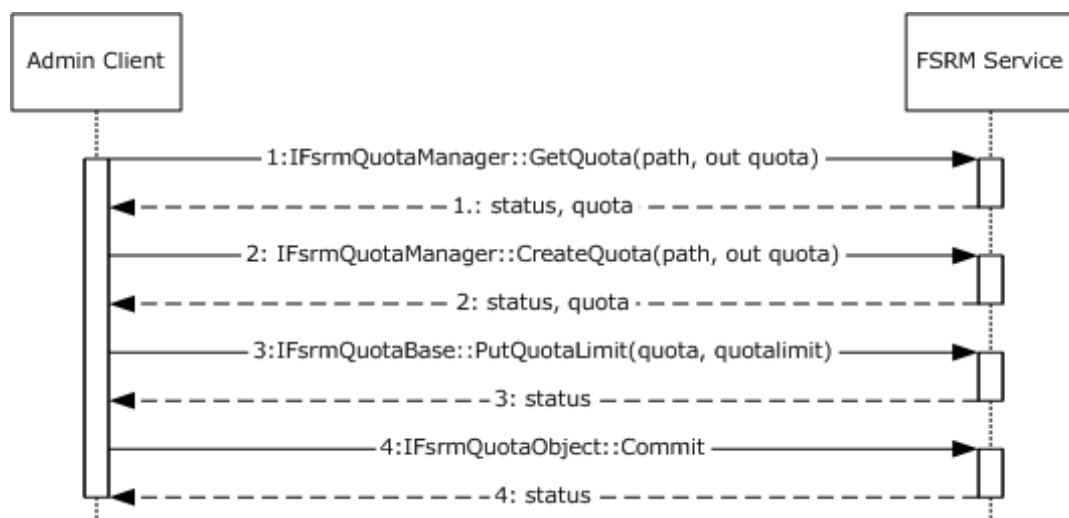 Admin Client
FSRM Service
1:IFsrmQuotaManager::GetQuota(path, out quota)
1.: status, quota
2: IFsrmQuotaManager::CreateQuota(path, out quota)
2: status, quota
3:IFsrmQuotaBase::PutQuotaLimit(quota, quotalimit)
3: status
4:IFsrmQuotaObject::Commit
4: status